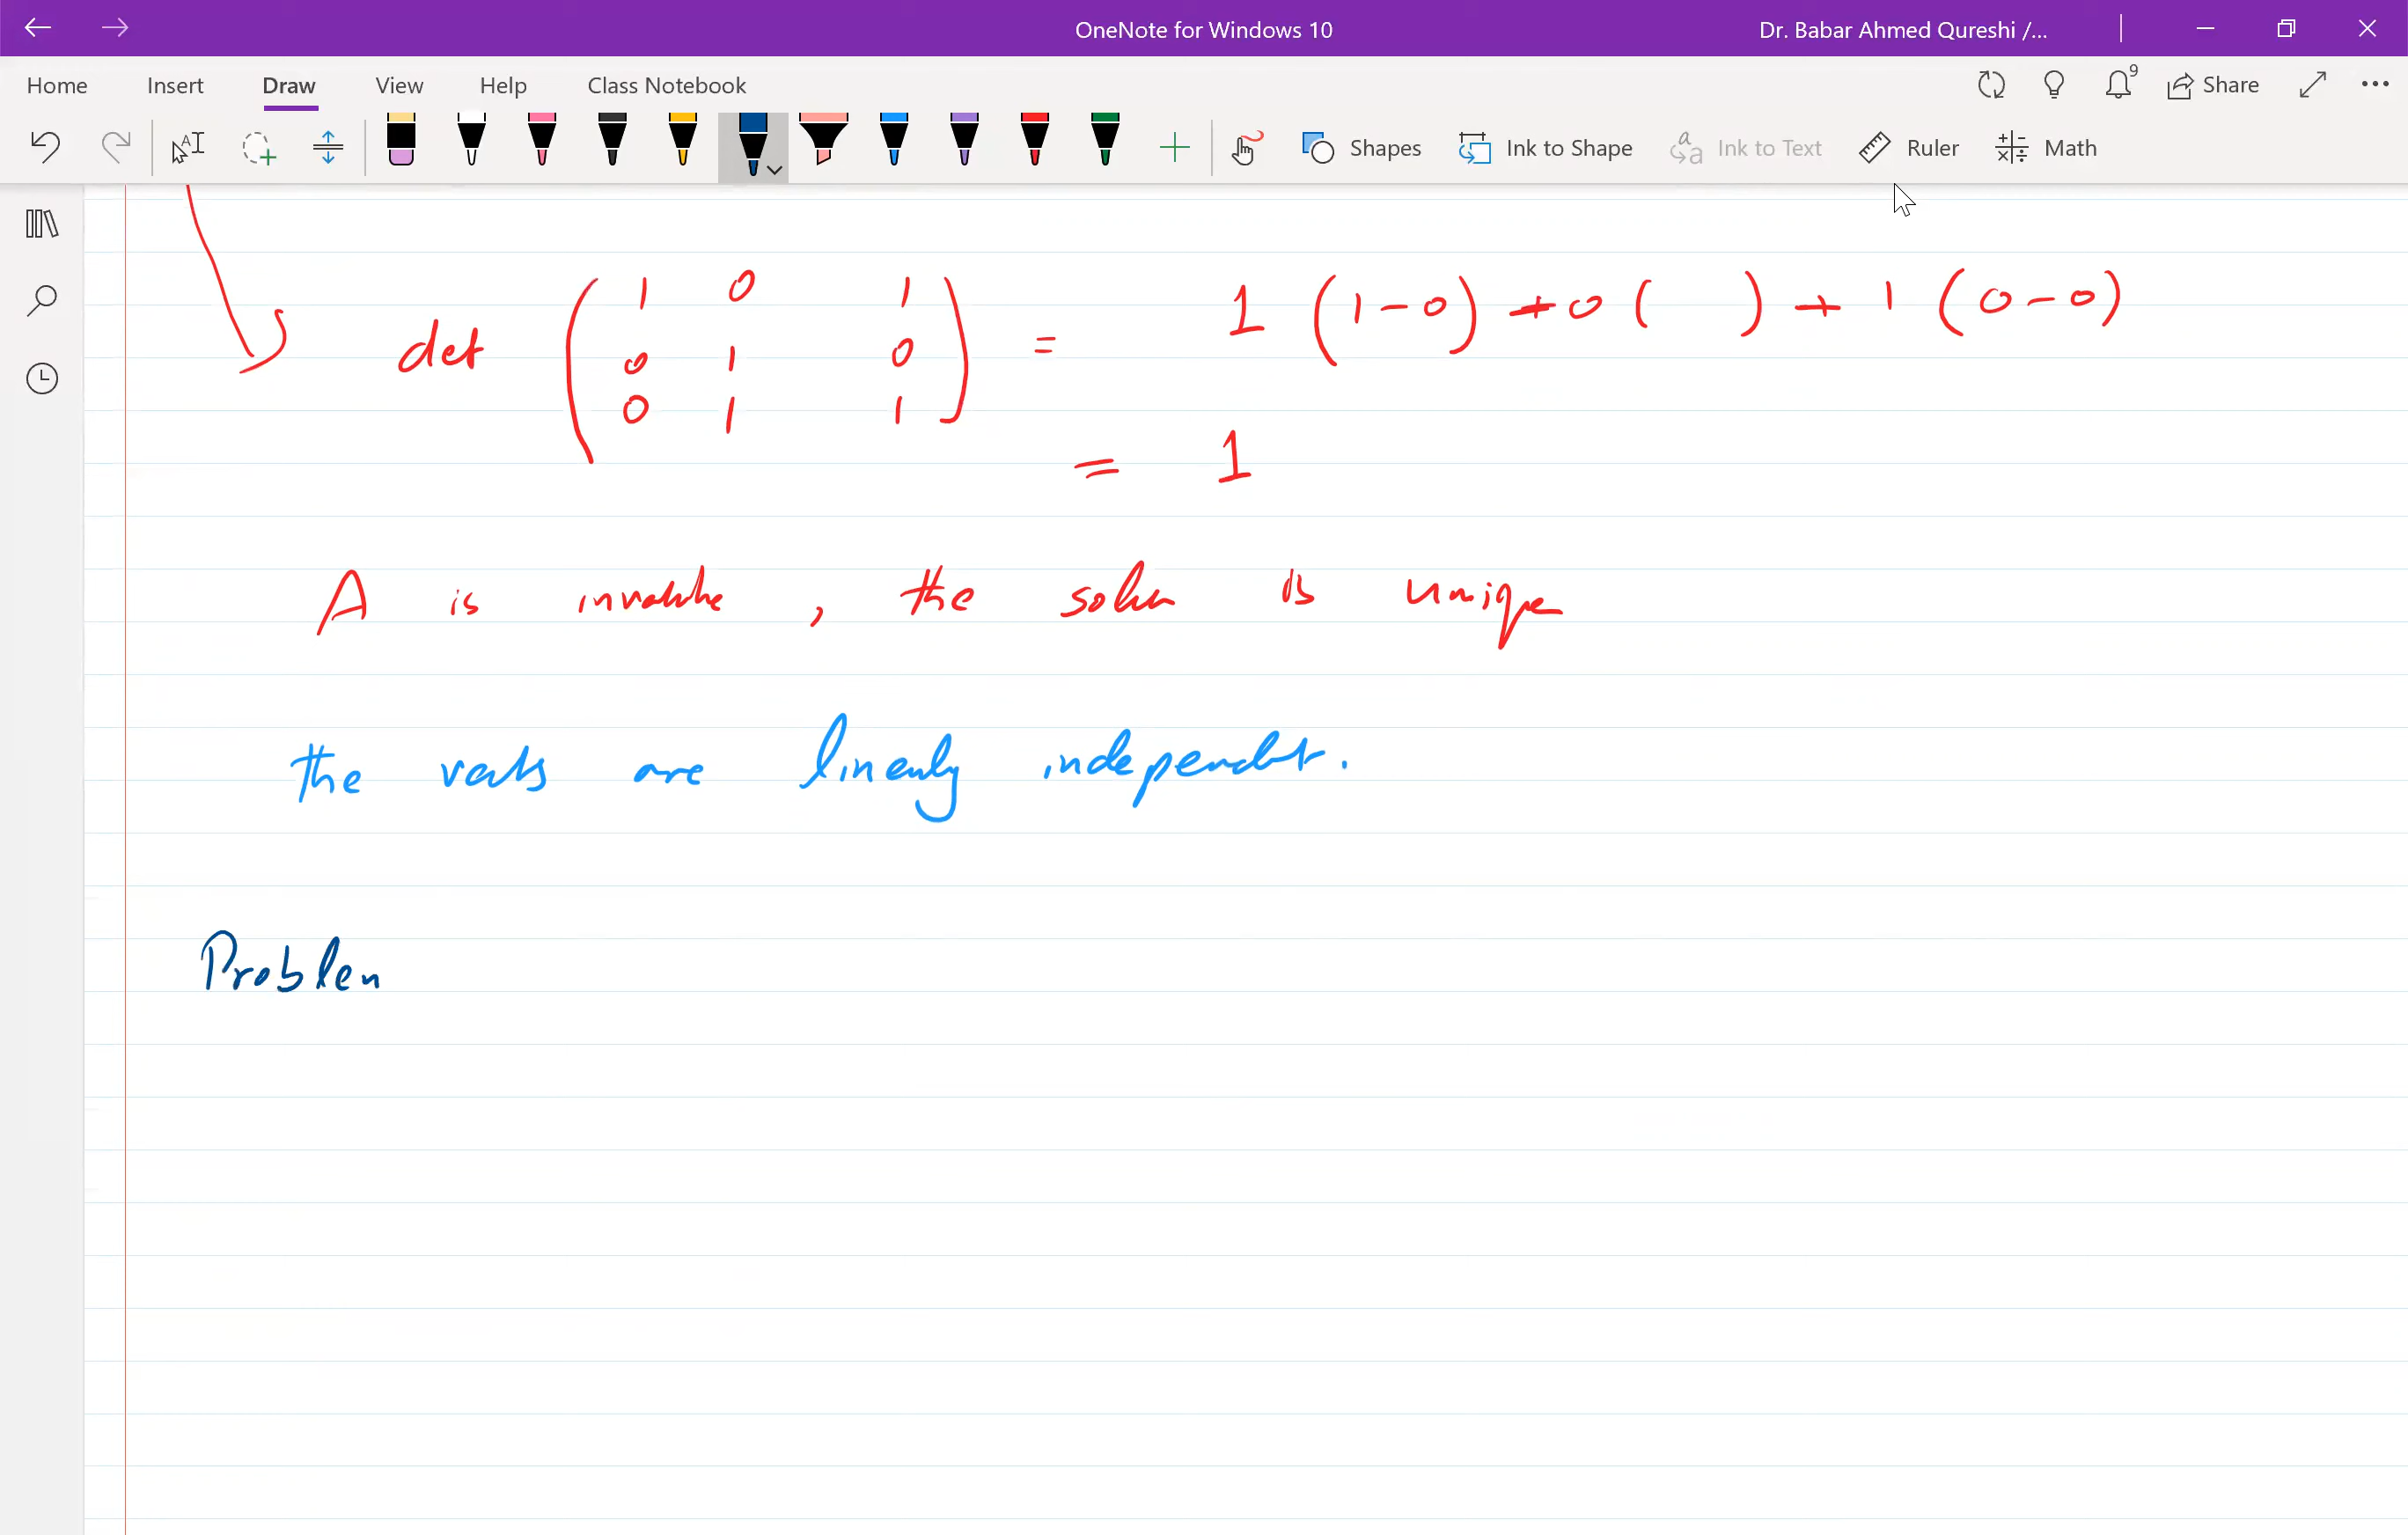 OneNote for Windows 10 Dr. Babar Ahmed Qureshi /...
Home Insert Draw View Help Class Notebook 9 Share
Shapes Ink to Shape Ink to Text Ruler Math
det ( 1 0 1 = 1 (1-0) + 0 ( ) + 1 (0-0)
0 1 0
0 1 1 )
= 1
A is , the soln is unique
the are linearly independent.
Problem